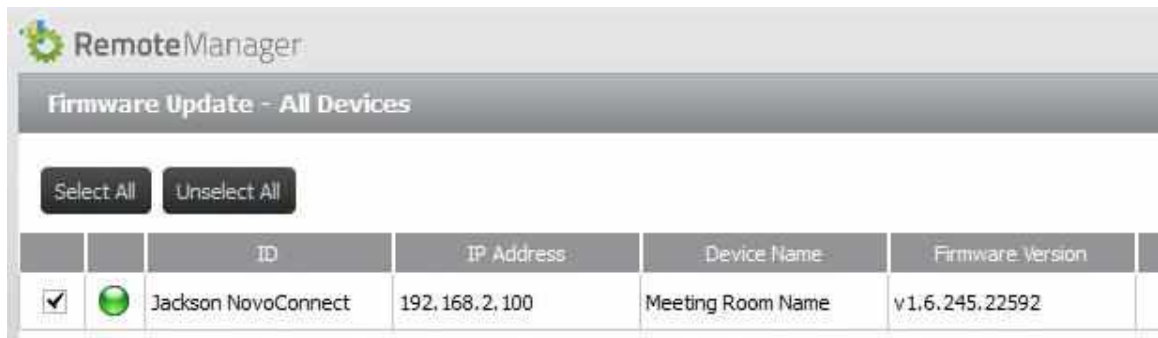 RemoteManager
Firmware Update - All Devices
Select All Unselect All
ID IP Address Device Name Firmware Version
Jackson NovoConnect 192.168.2.100 Meeting Room Name v1.6.245.22592